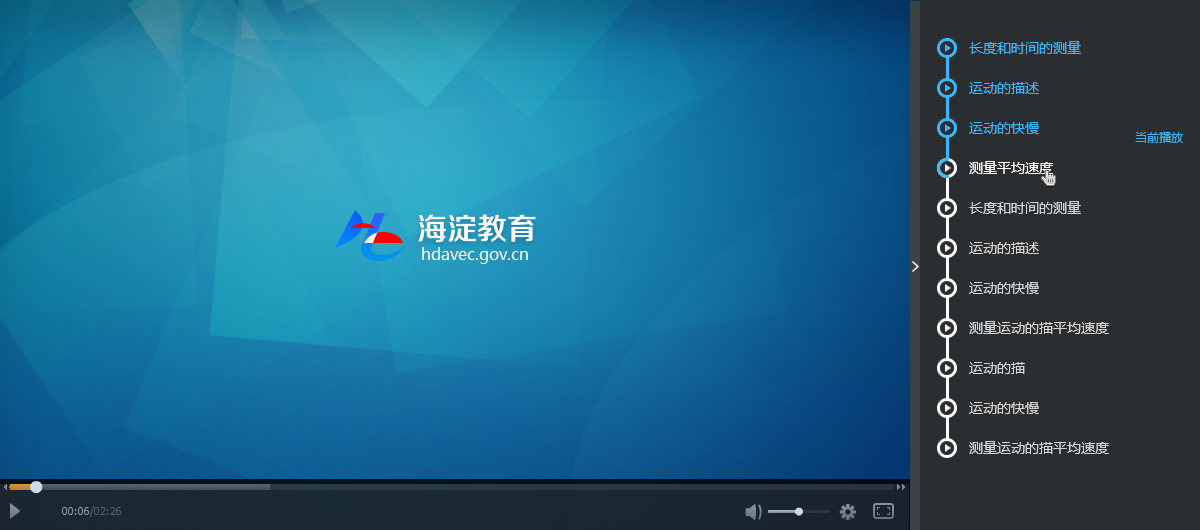 海淀教育
hdavec.gov.cn
00:06/02:26
长度和时间的测量
运动的描述
运动的快慢
当前播放
测量平均速度
长度和时间的测量
运动的描述
运动的快慢
测量运动的描平均速度
运动的描
运动的快慢
测量运动的描平均速度